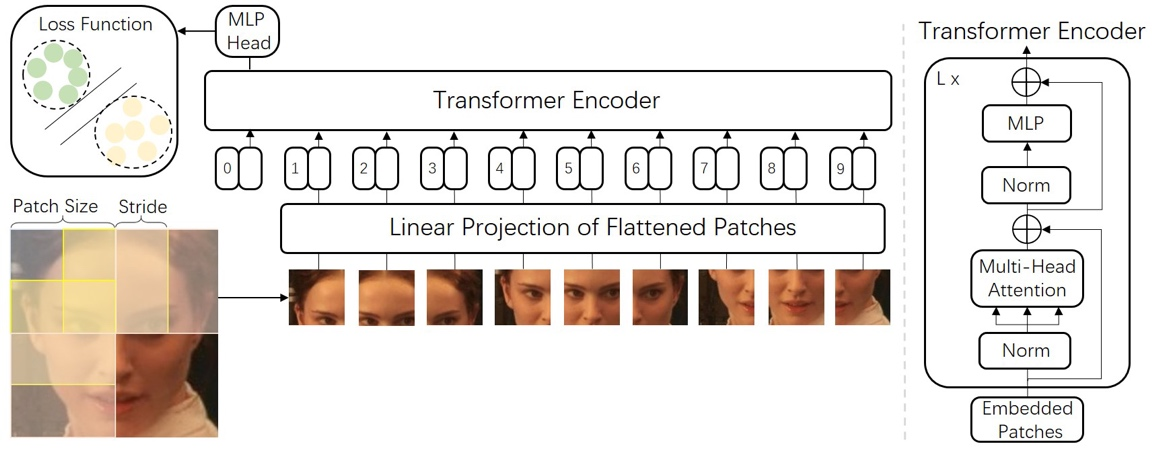 Loss Function
MLP
Head
Transformer Encoder
0 1 2 3 4 5 6 7 8 9
Patch Size Stride
Linear Projection of Flattened Patches
Transformer Encoder
L x
MLP
Norm
Multi-Head
Attention
Norm
Embedded
Patches